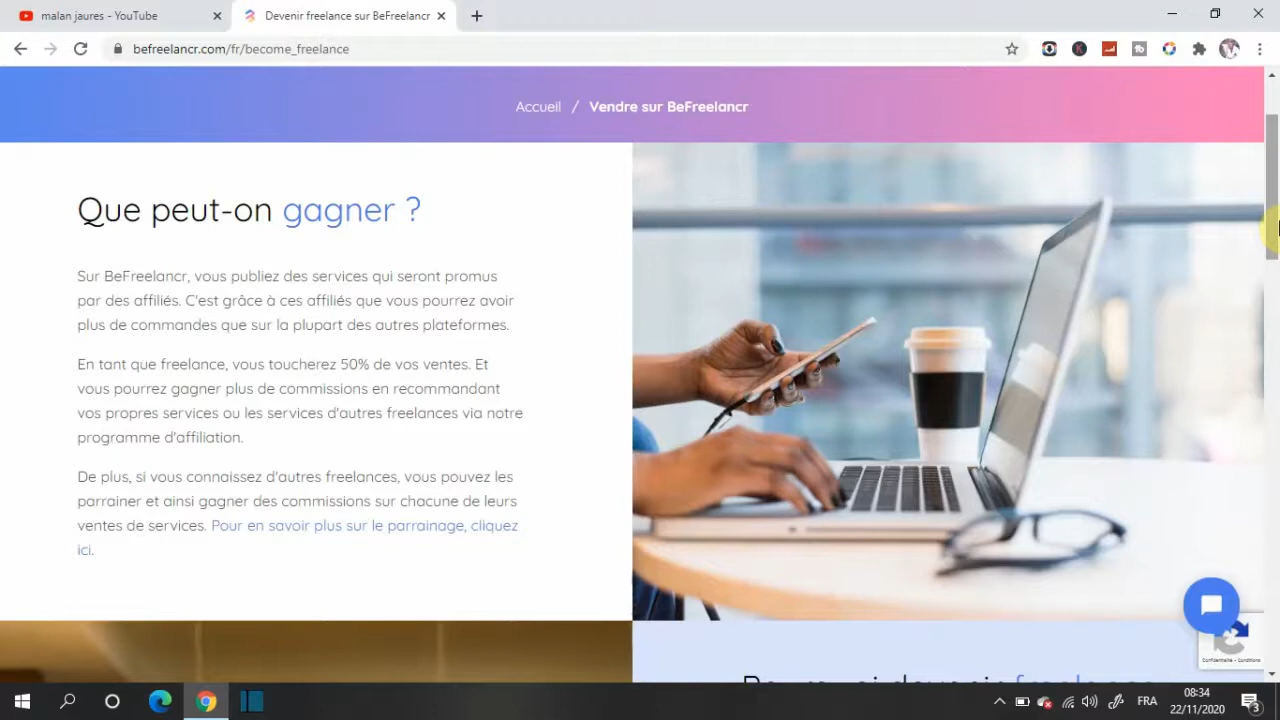 malan jaures - YouTube
Devenir freelance sur BeFreelancr
befreelancr.com/fr/become_freelance
Accueil / Vendre sur BeFreelancr
Que peut-on gagner ?
Sur BeFreelancr, vous publiez des services qui seront promus
par des affiliés. C'est grâce à ces affiliés que vous pourrez avoir
plus de commandes que sur la plupart des autres plateformes.
En tant que freelance, vous toucherez 50% de vos ventes. Et
vous pourrez gagner plus de commissions en recommandant
vos propres services ou les services d'autres freelances via notre
programme d'affiliation.
De plus, si vous connaissez d'autres freelances, vous pouvez les
parrainer et ainsi gagner des commissions sur chacune de leurs
ventes de services. Pour en savoir plus sur le parrainage, cliquez
ici.
Confidentialité - Conditions
FRA
08:34
22/11/2020
3